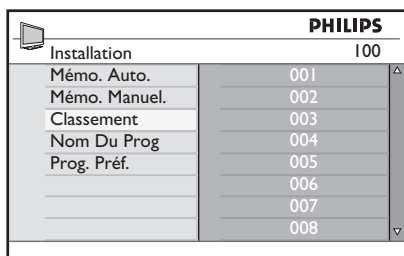 PHILIPS
Installation 100
Mémo. Auto. 001
Mémo. Manuel. 002
Classement 003
Nom Du Prog 004
Prog. Préf. 005
006
007
008